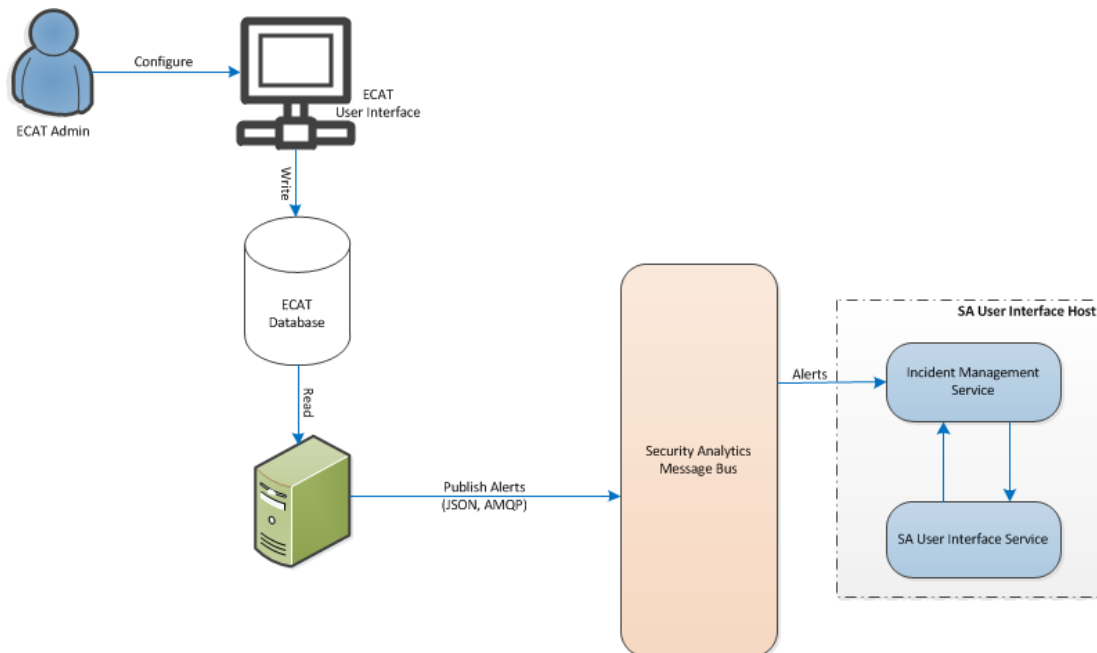 Configure
ECAT Admin
ECAT
User Interface
Write
ECAT
Database
Read
Publish Alerts
(JSON, AMQP)
Security Analytics
Message Bus
Alerts
SA User Interface Host
Incident Management
Service
SA User Interface Service